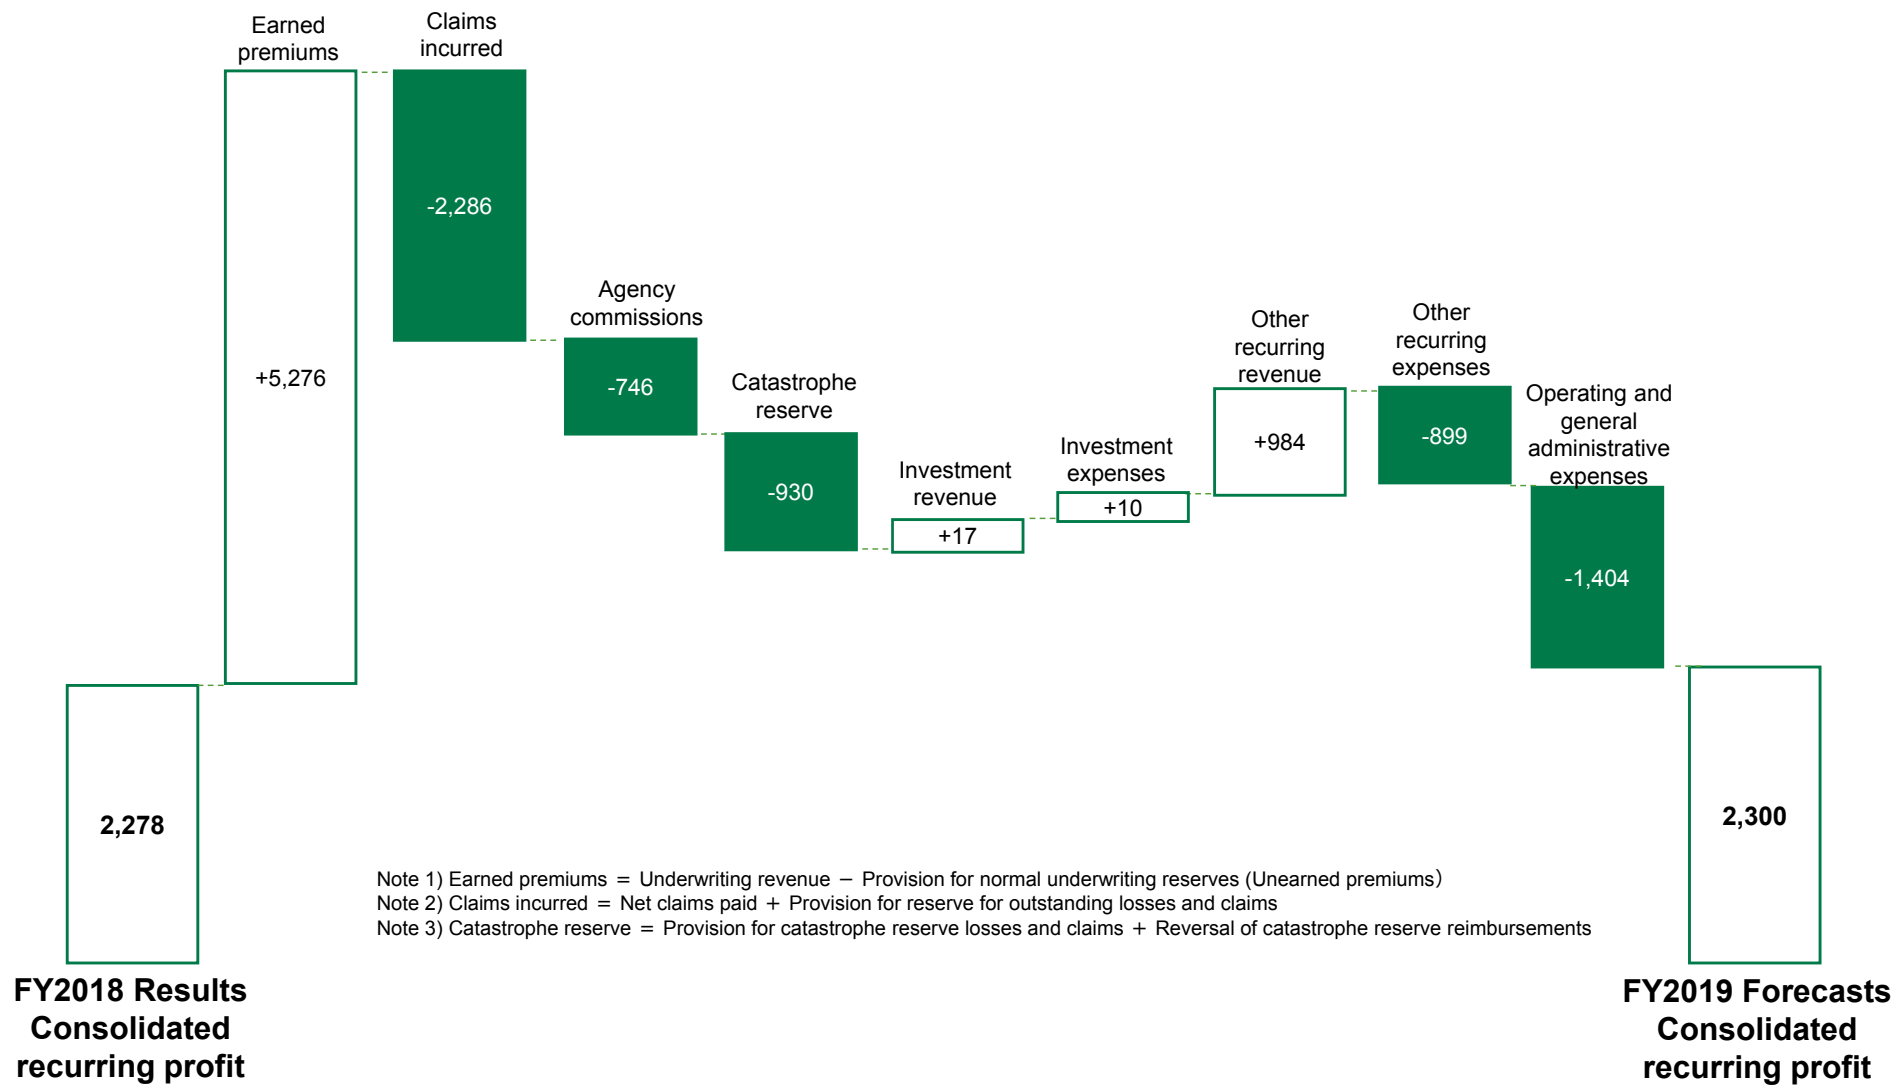 Earned
premiums
+5,276
Claims
incurred
-2,286
Agency
commissions
-746
Catastrophe
reserve
-930
Investment
revenue
+17
Investment
expenses
+10
Other
recurring
revenue
+984
Other
recurring
expenses
-899
Operating and
general
administrative
expenses
-1,404
2,278
2,300
Note 1) Earned premiums ＝ Underwriting revenue － Provision for normal underwriting reserves (Unearned premiums）
Note 2) Claims incurred ＝ Net claims paid ＋ Provision for reserve for outstanding losses and claims
Note 3) Catastrophe reserve ＝ Provision for catastrophe reserve losses and claims ＋ Reversal of catastrophe reserve reimbursements
FY2018 Results
Consolidated
recurring profit
FY2019 Forecasts
Consolidated
recurring profit